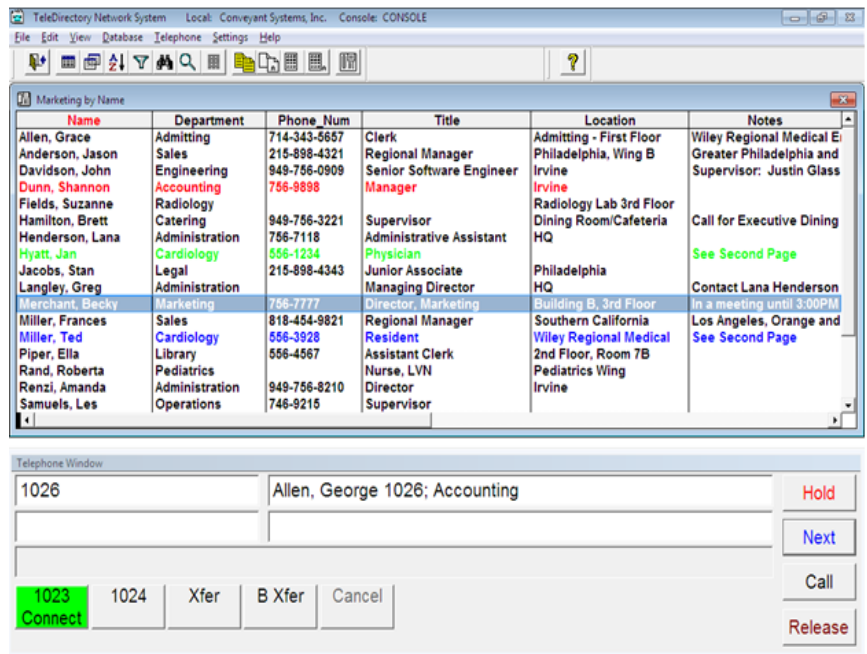 TeleDirectory Network System Local: Conveyant Systems, Inc. Console: CONSOLE
File Edit View Database Telephone Settings Help
Marketing by Name
Name Department Phone_Num Title Location Notes
Allen, Grace Admitting 714-343-5657 Clerk Admitting - First Floor Wiley Regional Medical E
Anderson, Jason Sales 215-898-4321 Regional Manager Philadelphia, Wing B Greater Philadelphia and
Davidson, John Engineering 949-756-0909 Senior Software Engineer Irvine Supervisor: Justin Glass
Dunn, Shannon Accounting 756-9898 Manager Irvine
Fields, Suzanne Radiology Radiology Lab 3rd Floor
Hamilton, Brett Catering 949-756-3221 Supervisor Dining Room/Cafeteria Call for Executive Dining
Henderson, Lana Administration 756-7118 Administrative Assistant HQ
Hyatt, Jan Cardiology 556-1234 Physician See Second Page
Jacobs, Stan Legal 215-898-4343 Junior Associate Philadelphia
Langley, Greg Administration Managing Director HQ Contact Lana Henderson
Merchant, Becky Marketing 756-7777 Director, Marketing Building B, 3rd Floor In a meeting until 3:00PM
Miller, Frances Sales 818-454-9821 Regional Manager Southern California Los Angeles, Orange and
Miller, Ted Cardiology 556-3928 Resident Wiley Regional Medical See Second Page
Piper, Ella Library 556-4567 Assistant Clerk 2nd Floor, Room 7B
Rand, Roberta Pediatrics Nurse, LVN Pediatrics Wing
Renzi, Amanda Administration 949-756-8210 Director Irvine
Samuels, Les Operations 746-9215 Supervisor
Telephone Window
1026 Allen, George 1026; Accounting Hold
Next
Call
1023 1024 Xfer B Xfer Cancel
Connect
Release